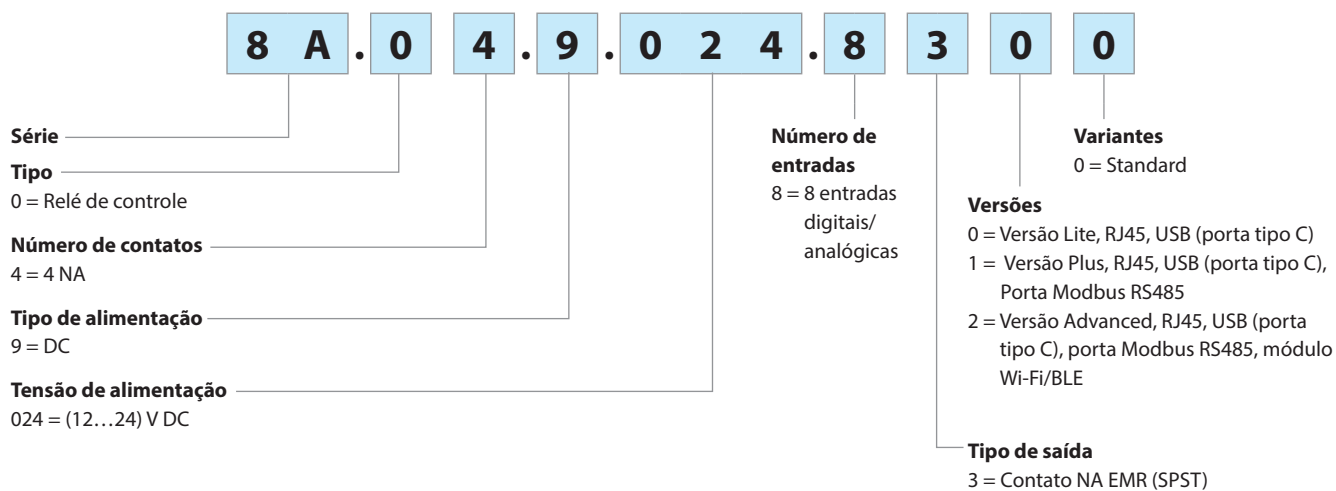 8 A . 0 4 . 9 . 0 2 4 . 8 3 0 0
Série
Tipo
0 = Relé de controle
Número de contatos
4 = 4 NA
Tipo de alimentação
9 = DC
Tensão de alimentação
024 = (12…24) V DC
Número de
entradas
8 = 8 entradas
digitais/
analógicas
Variantes
0 = Standard
Versões
0 = Versão Lite, RJ45, USB (porta tipo C)
1 = Versão Plus, RJ45, USB (porta tipo C),
Porta Modbus RS485
2 = Versão Advanced, RJ45, USB (porta
tipo C), porta Modbus RS485, módulo
Wi-Fi/BLE
Tipo de saída
3 = Contato NA EMR (SPST)